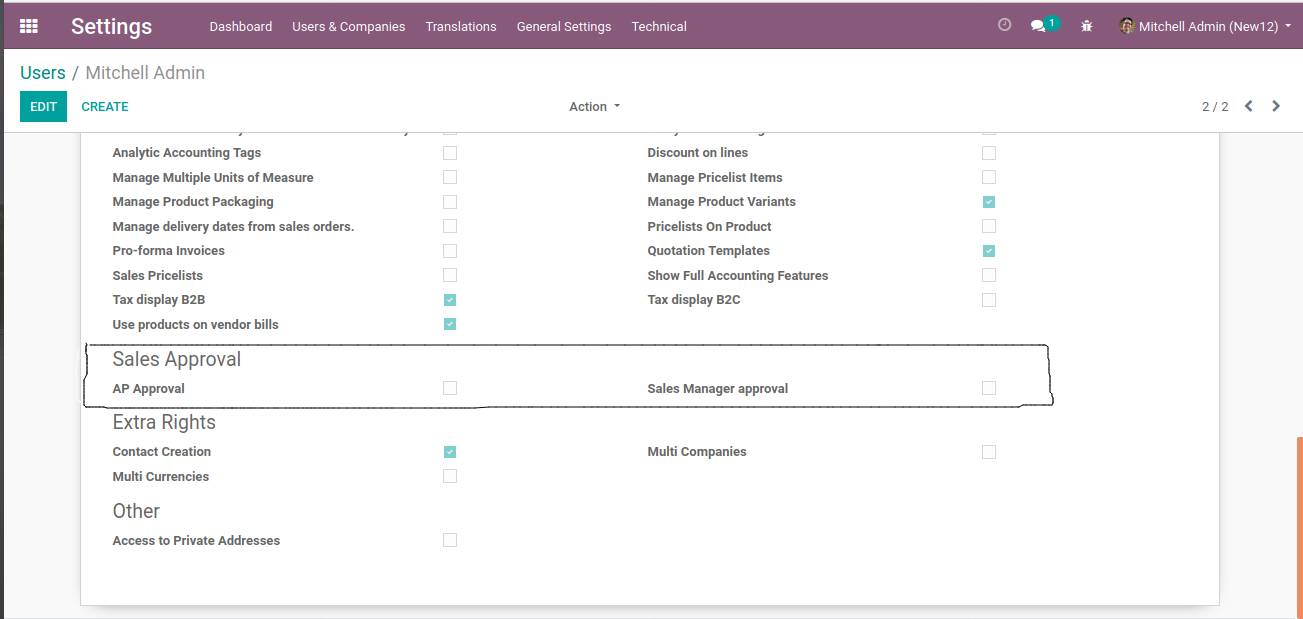 Settings Dashboard Users & Companies Translations General Settings Technical 1 Mitchell Admin (New12)
Users / Mitchell Admin
EDIT CREATE Action 2 / 2
Analytic Accounting Tags Discount on lines
Manage Multiple Units of Measure Manage Pricelist Items
Manage Product Packaging Manage Product Variants
Manage delivery dates from sales orders. Pricelists On Product
Pro-forma Invoices Quotation Templates
Sales Pricelists Show Full Accounting Features
Tax display B2B Tax display B2C
Use products on vendor bills
Sales Approval
AP Approval Sales Manager approval
Extra Rights
Contact Creation Multi Companies
Multi Currencies
Other
Access to Private Addresses